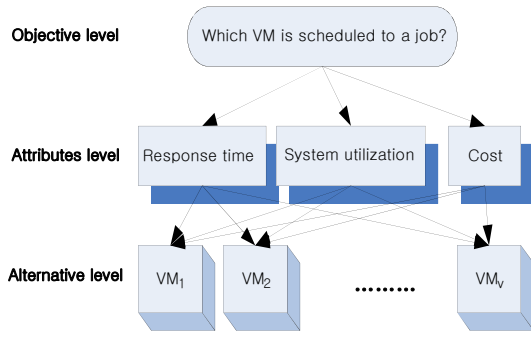 Objective level
Which VM is scheduled to a job?
Attributes level
Response time
System utilization
Cost
Alternative level
VM1
VM2
.........
VMv